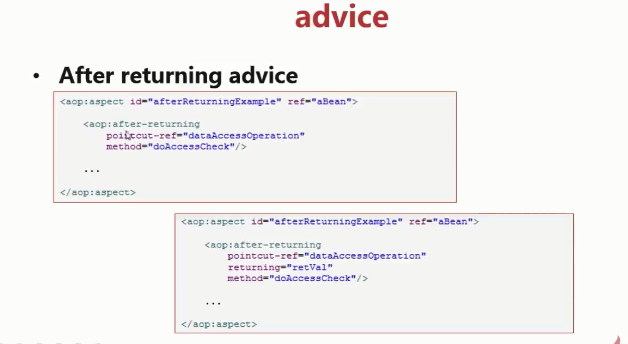 advice
• After returning advice
<aop:aspect id="afterReturningExample" ref="aBean">
<aop:after-returning
pointcut-ref="dataAccessOperation"
method="doAccessCheck"/>
...
</aop:aspect>
<aop:aspect id="afterReturningExample" ref="aBean">
<aop:after-returning
pointcut-ref="dataAccessOperation"
returning="retVal"
method="doAccessCheck"/>
...
</aop:aspect>